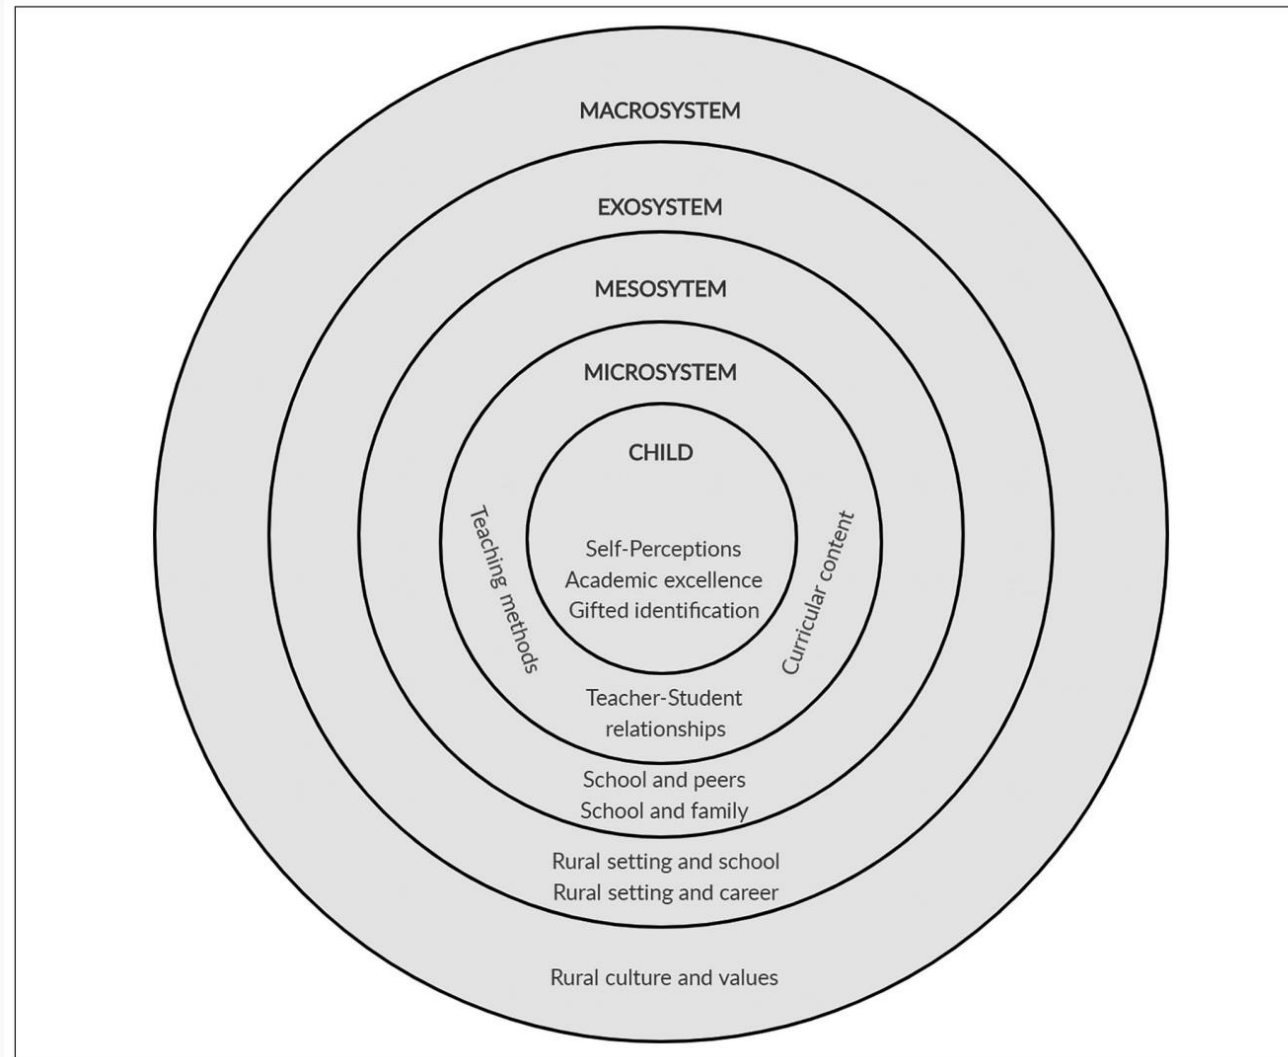 MACROSYSTEM
EXOSYSTEM
MESOSYTEM
MICROSYSTEM
CHILD
Self-Perceptions
Academic excellence
Gifted identification
Teaching methods
Curricular content
Teacher-Student
relationships
School and peers
School and family
Rural setting and school
Rural setting and career
Rural culture and values